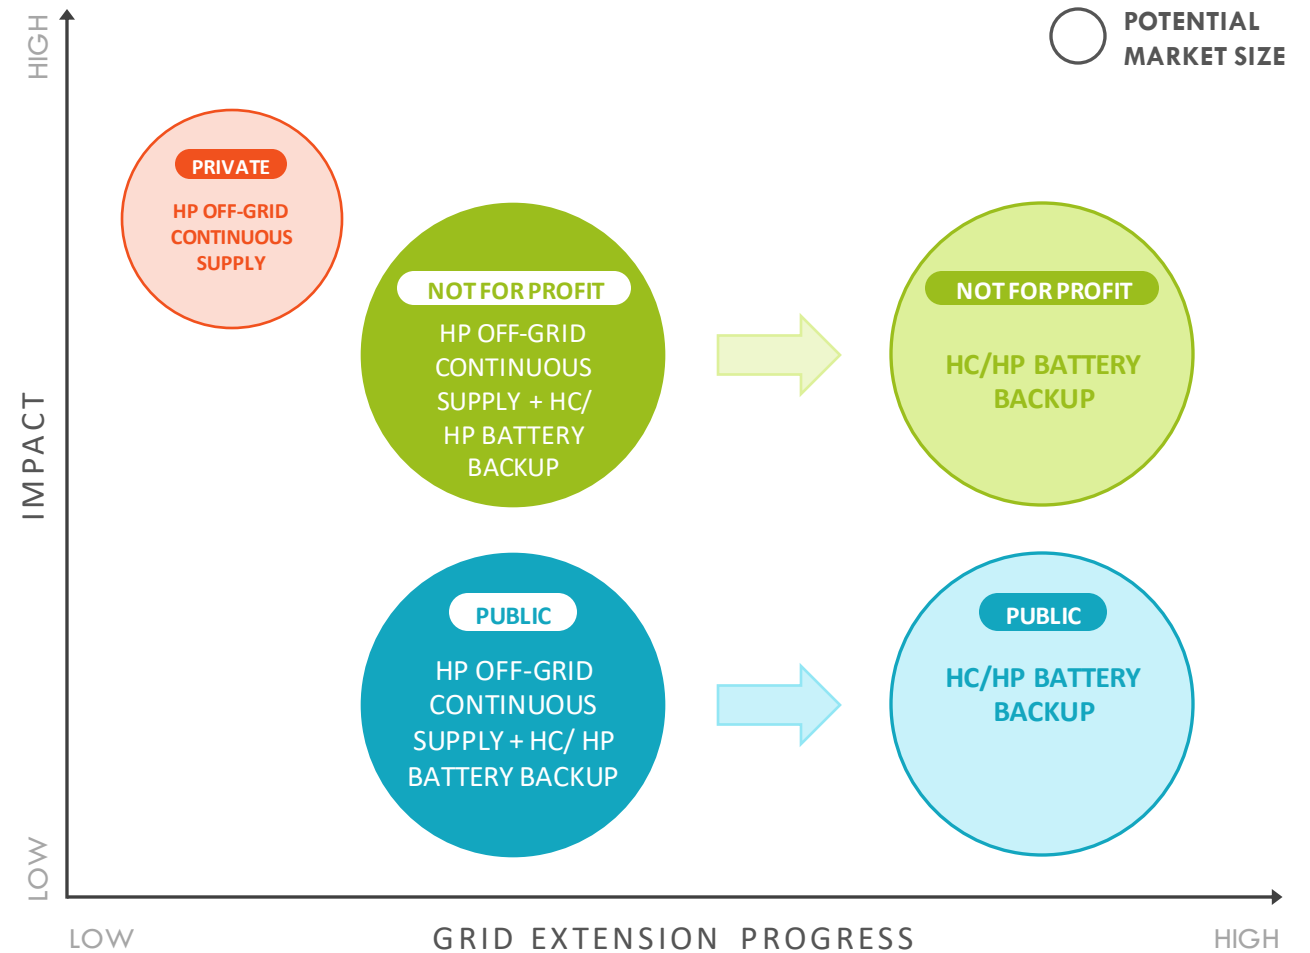 HIGH
POTENTIAL
MARKET SIZE
PRIVATE
HP OFF-GRID
CONTINUOUS
SUPPLY
NOT FOR PROFIT
HP OFF-GRID
CONTINUOUS
SUPPLY + HC/
HP BATTERY
BACKUP
NOT FOR PROFIT
HC/HP BATTERY
BACKUP
IMPACT
PUBLIC
HP OFF-GRID
CONTINUOUS
SUPPLY + HC/ HP
BATTERY BACKUP
PUBLIC
HC/HP BATTERY
BACKUP
LOW
LOW
GRID EXTENSION PROGRESS
HIGH